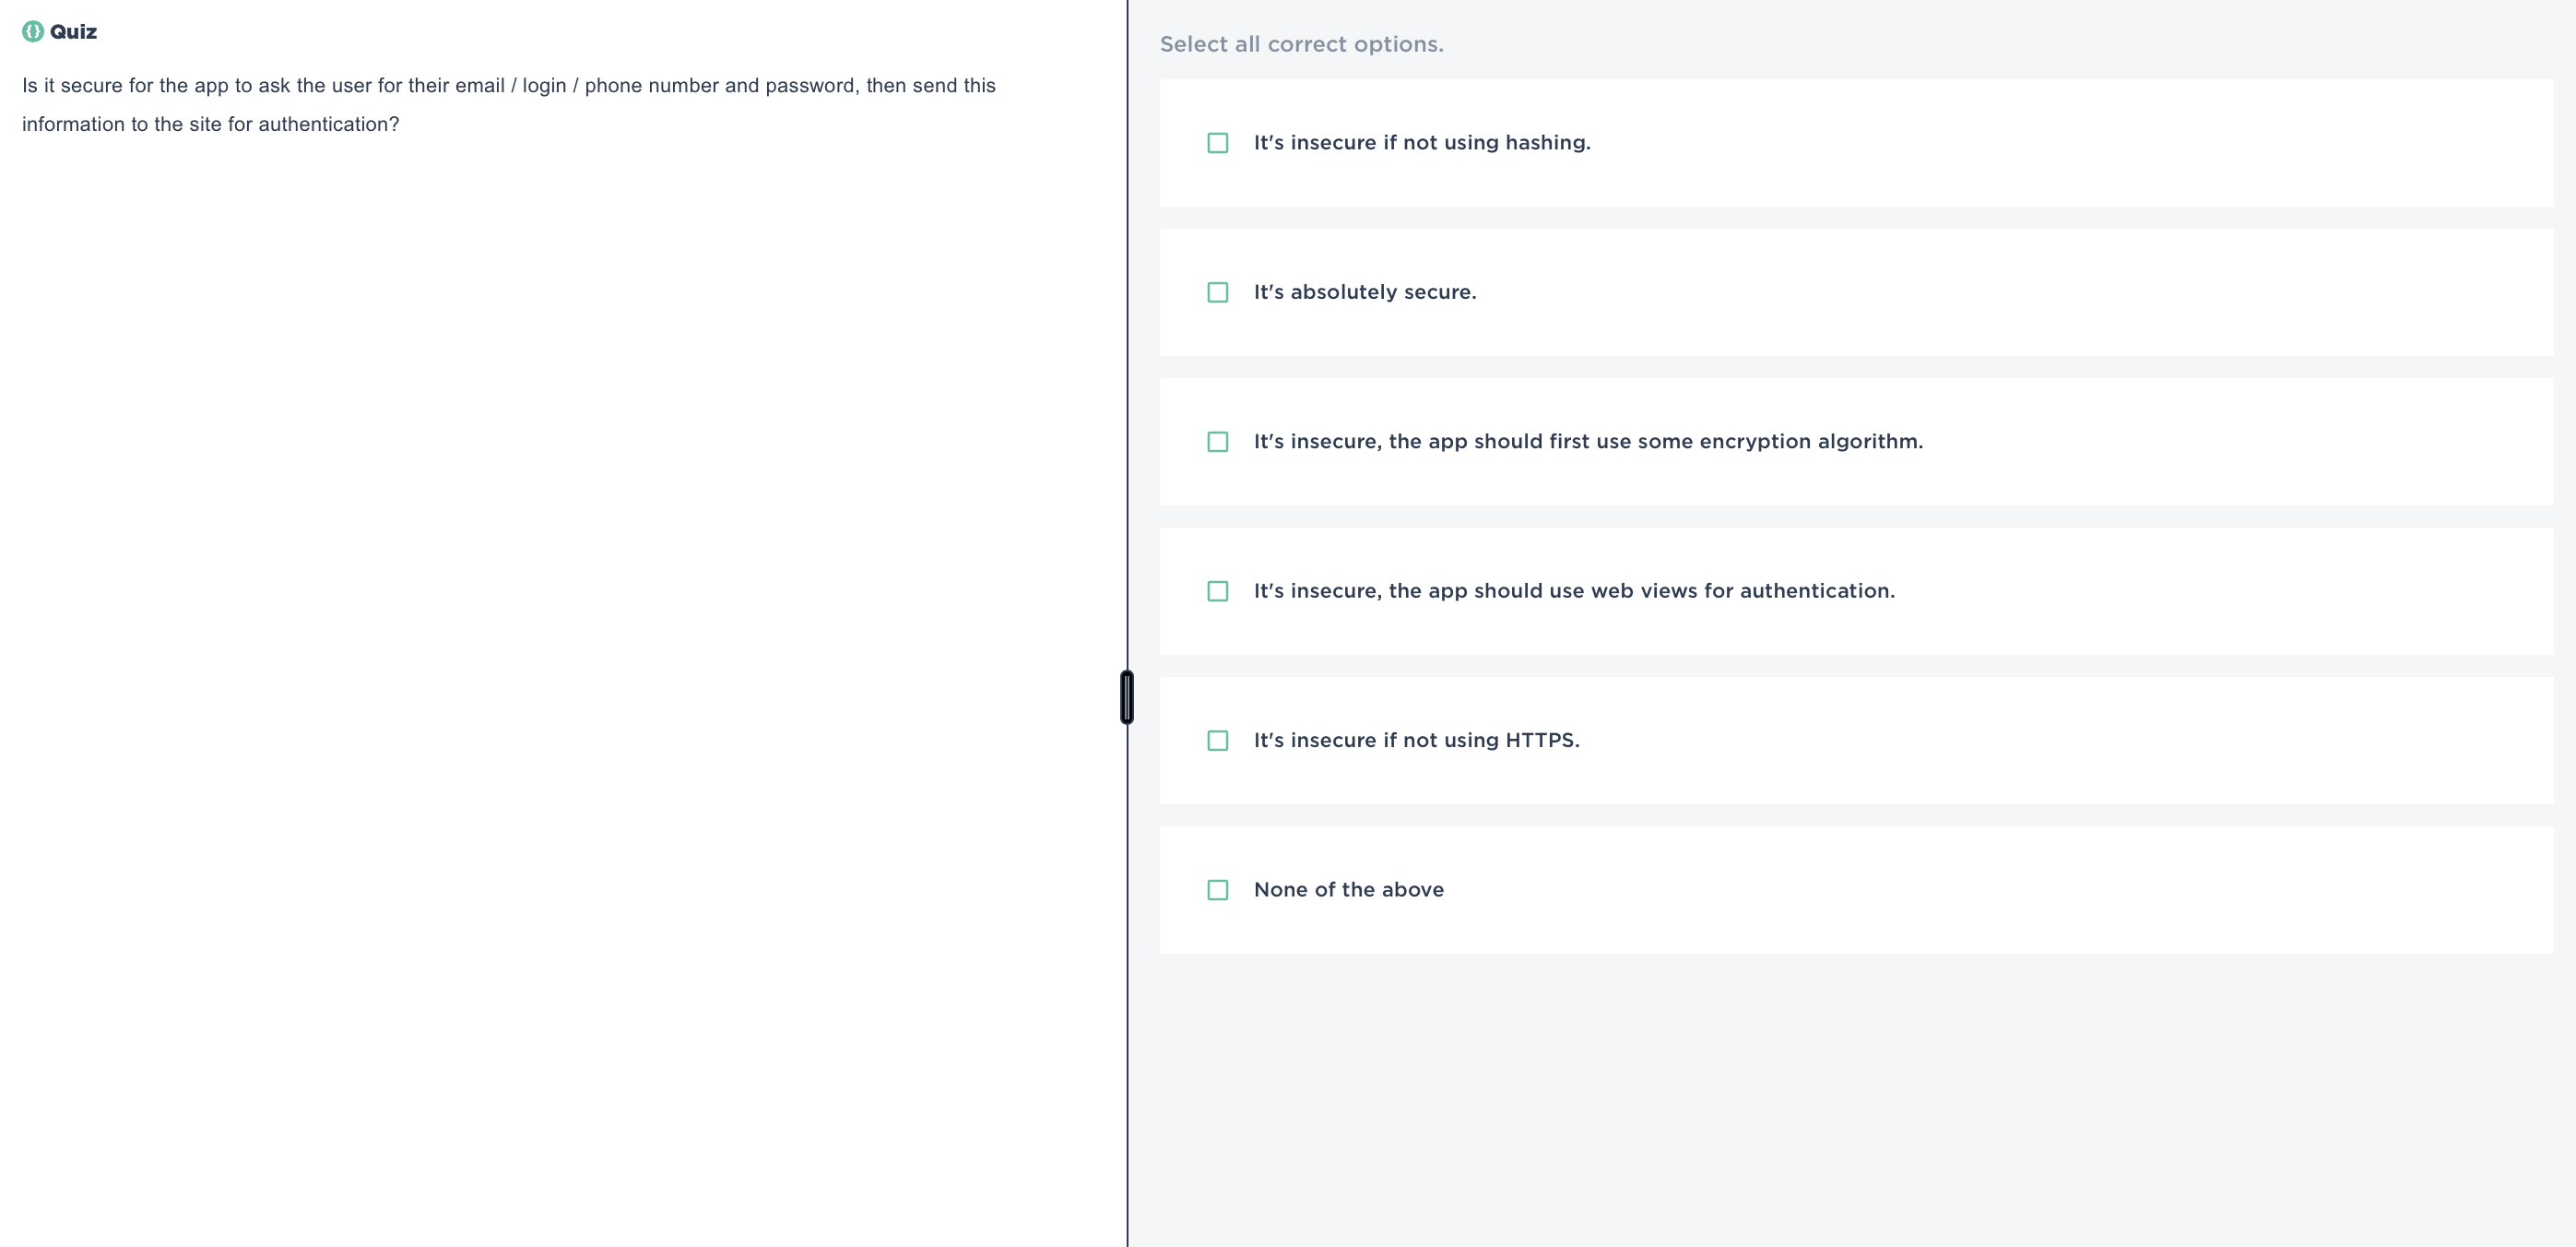 Quiz
Is it secure for the app to ask the user for their email / login / phone number and password, then send this
information to the site for authentication?
Select all correct options.
It's insecure if not using hashing.
It's absolutely secure.
It's insecure, the app should first use some encryption algorithm.
It's insecure, the app should use web views for authentication.
It's insecure if not using HTTPS.
None of the above